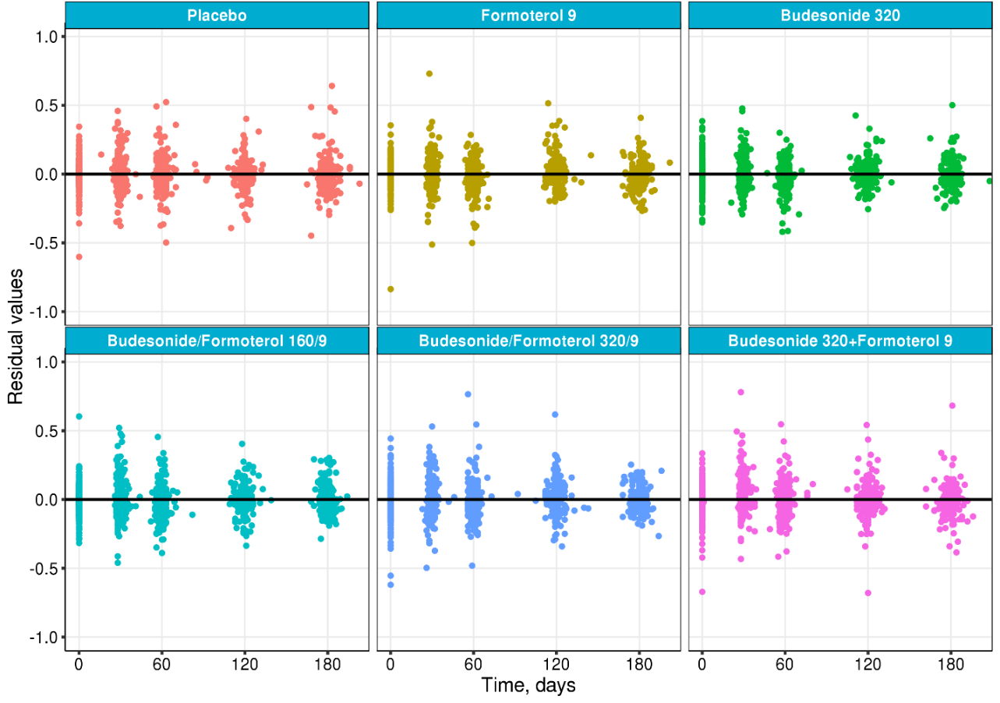 Placebo
Formoterol 9
Budesonide 320
1.0
0.5
0.0
-0.5
-1.0
Residual values
Budesonide/Formoterol 160/9
Budesonide/Formoterol 320/9
Budesonide 320+Formoterol 9
1.0
0.5
0.0
-0.5
-1.0
0 60 120 180
0 60 120 180
0 60 120 180
Time, days